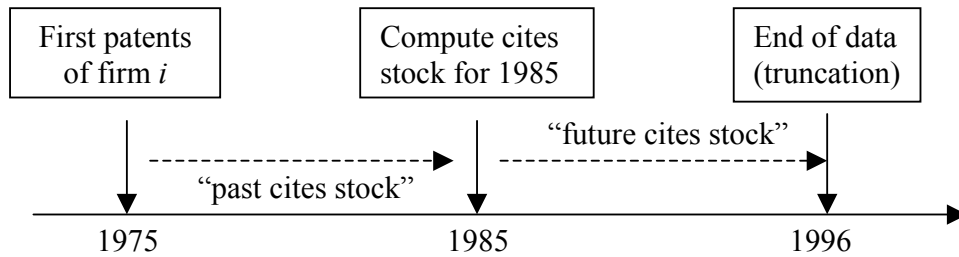 First patents
of firm i
Compute cites
stock for 1985
End of data
(truncation)
“future cites stock”
“past cites stock”
1975
1985
1996